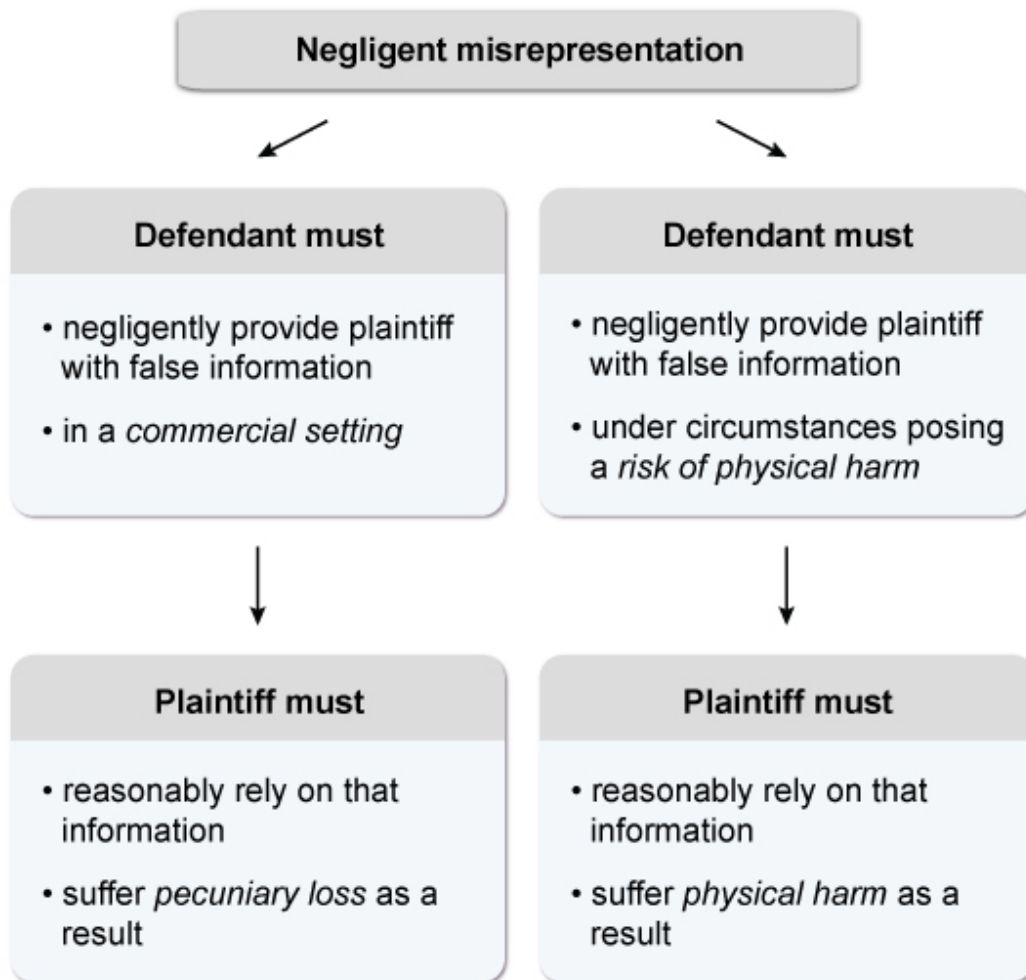 Negligent misrepresentation
Defendant must
• negligently provide plaintiff
with false information
• in a commercial setting
Defendant must
• negligently provide plaintiff
with false information
• under circumstances posing
a risk of physical harm
Plaintiff must
• reasonably rely on that
information
• suffer pecuniary loss as a
result
Plaintiff must
• reasonably rely on that
information
• suffer physical harm as a
result